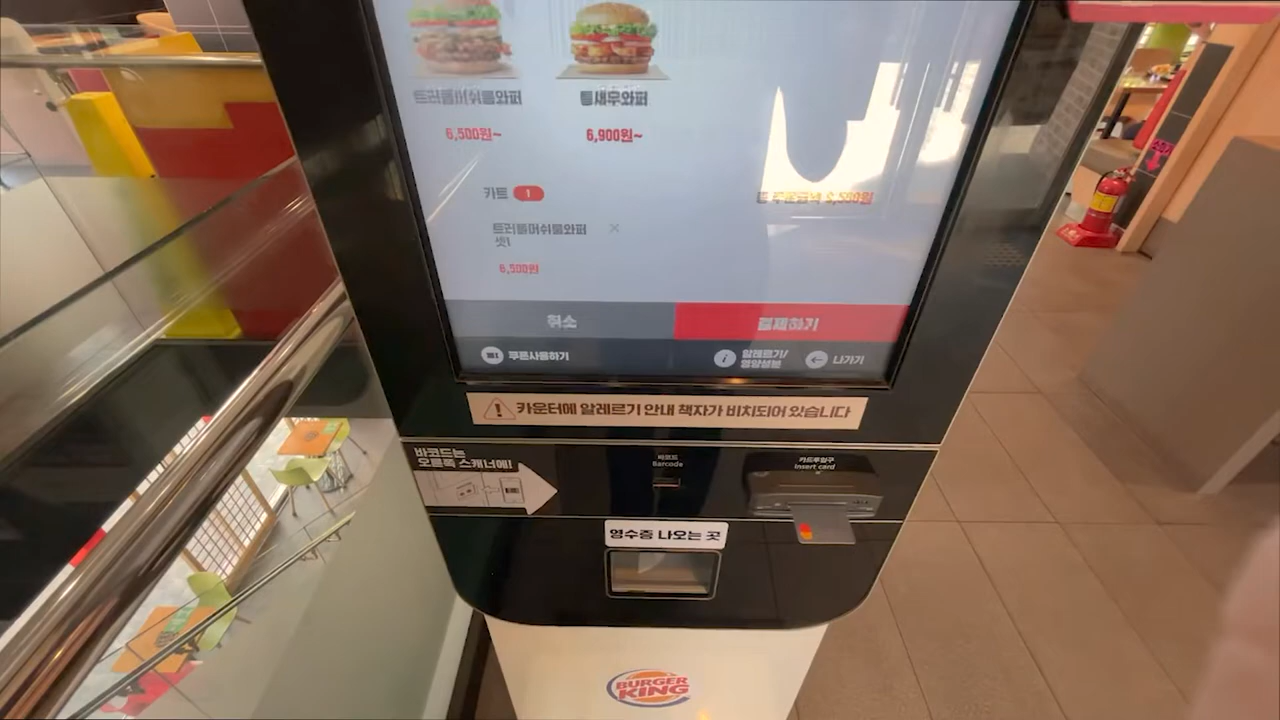 트러플머쉬룸와퍼
통새우와퍼
6,500원~
6,900원~
카트 1
트러플머쉬룸와퍼
세트
6,500원
취소
결제하기
쿠폰사용하기
알레르기/
영양성분
나가기
카운터에 알레르기 안내 책자가 비치되어 있습니다
바코드는
오른쪽 스캐너에!
바코드
Barcode
카드투입구
Insert card
영수증 나오는 곳
BURGER
KING